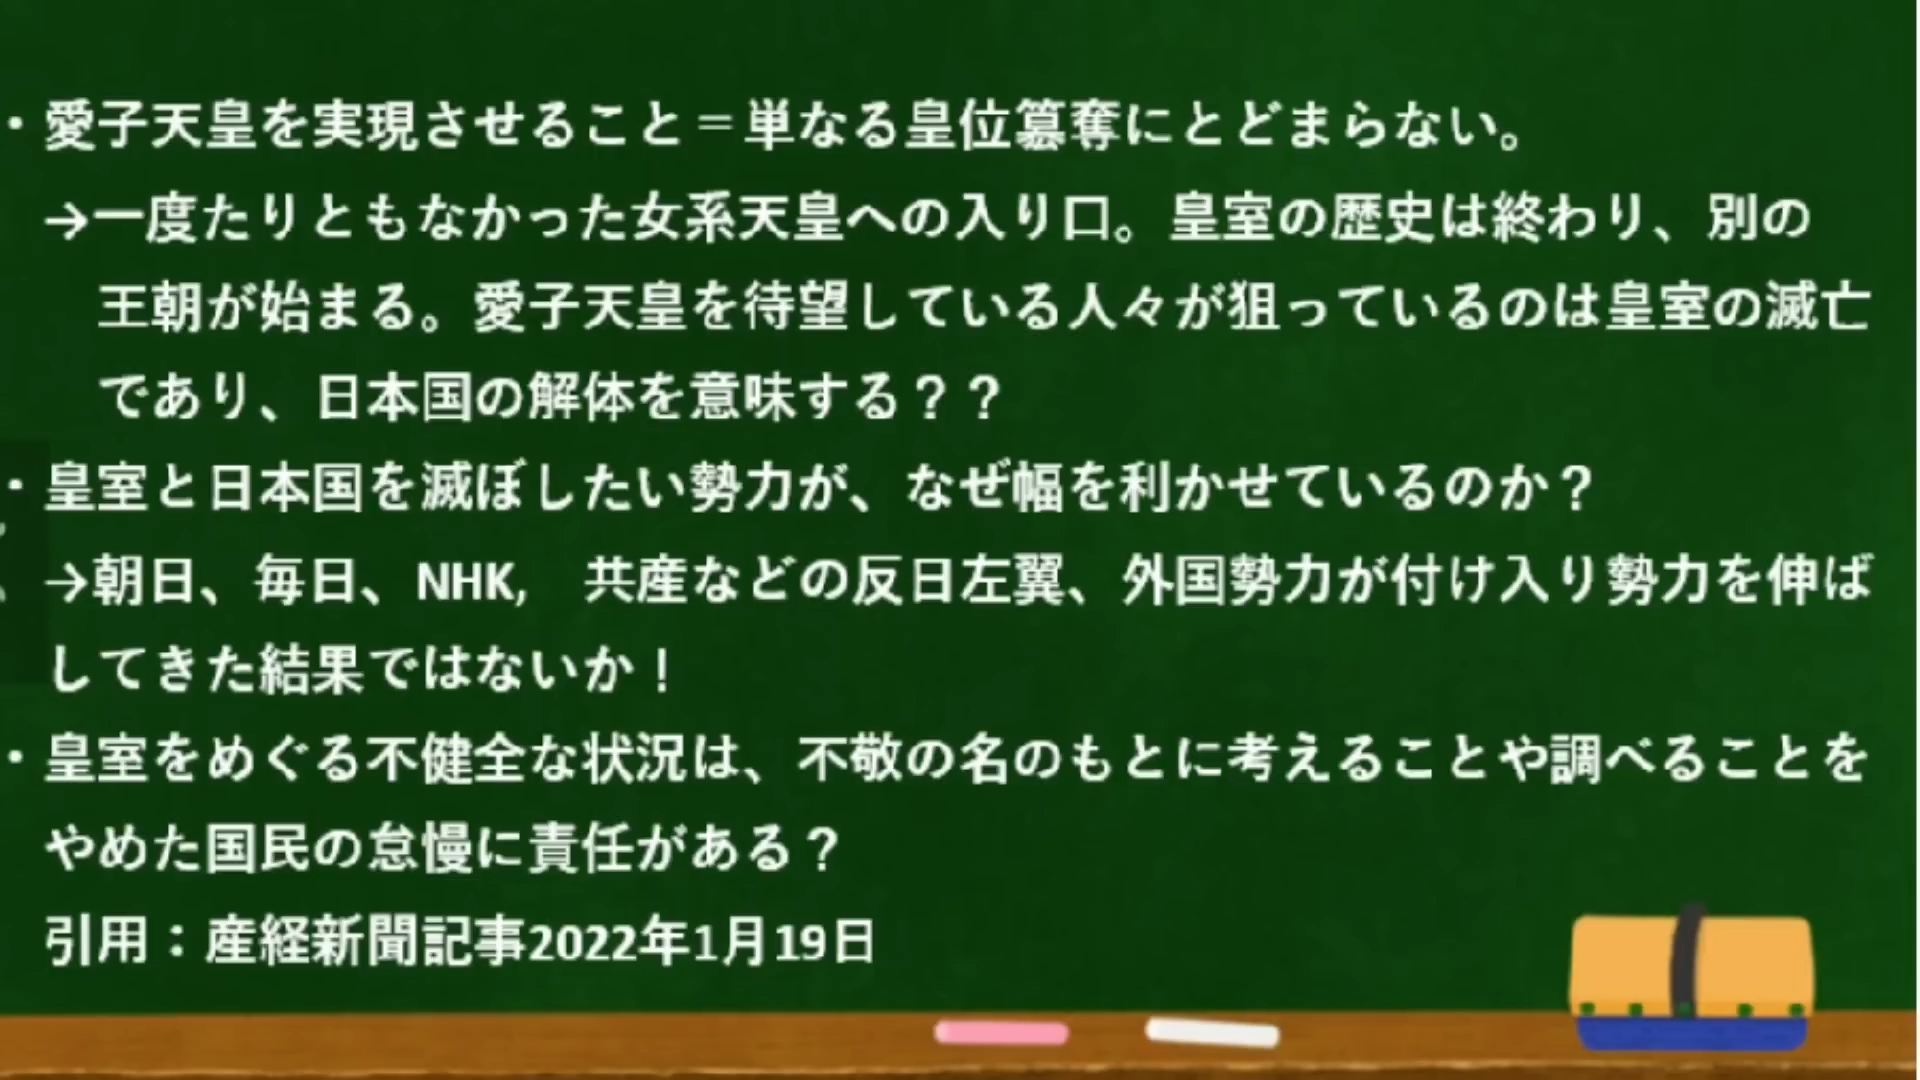 ・愛子天皇を実現させること＝単なる皇位簒奪にとどまらない。
→一度たりともなかった女系天皇への入り口。皇室の歴史は終わり、別の
王朝が始まる。愛子天皇を待望している人々が狙っているのは皇室の滅亡
であり、日本国の解体を意味する？？
・皇室と日本国を滅ぼしたい勢力が、なぜ幅を利かせているのか？
→朝日、毎日、NHK,　共産などの反日左翼、外国勢力が付け入り勢力を伸ば
してきた結果ではないか！
・皇室をめぐる不健全な状況は、不敬の名のもとに考えることや調べることを
やめた国民の怠慢に責任がある？
引用：産経新聞記事2022年1月19日